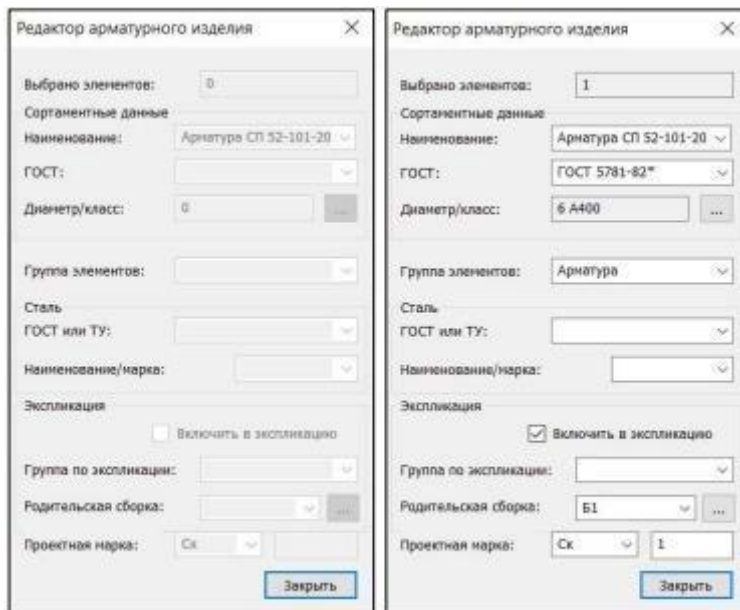 Редактор арматурного изделия
Выбрано элементов: 0
Сортаментные данные
Наименование: Арматура СП 52-101-20
ГОСТ:
Диаметр/класс: 0 ...
Группа элементов:
Сталь
ГОСТ или ТУ:
Наименование/марка:
Экспликация
Включить в экспликацию
Группа по экспликации:
Родительская сборка: ...
Проектная марка: Ск
Закрыть
Редактор арматурного изделия
Выбрано элементов: 1
Сортаментные данные
Наименование: Арматура СП 52-101-20
ГОСТ: ГОСТ 5781-82*
Диаметр/класс: 6 А400 ...
Группа элементов: Арматура
Сталь
ГОСТ или ТУ:
Наименование/марка:
Экспликация
Включить в экспликацию
Группа по экспликации:
Родительская сборка: Б1 ...
Проектная марка: Ск 1
Закрыть